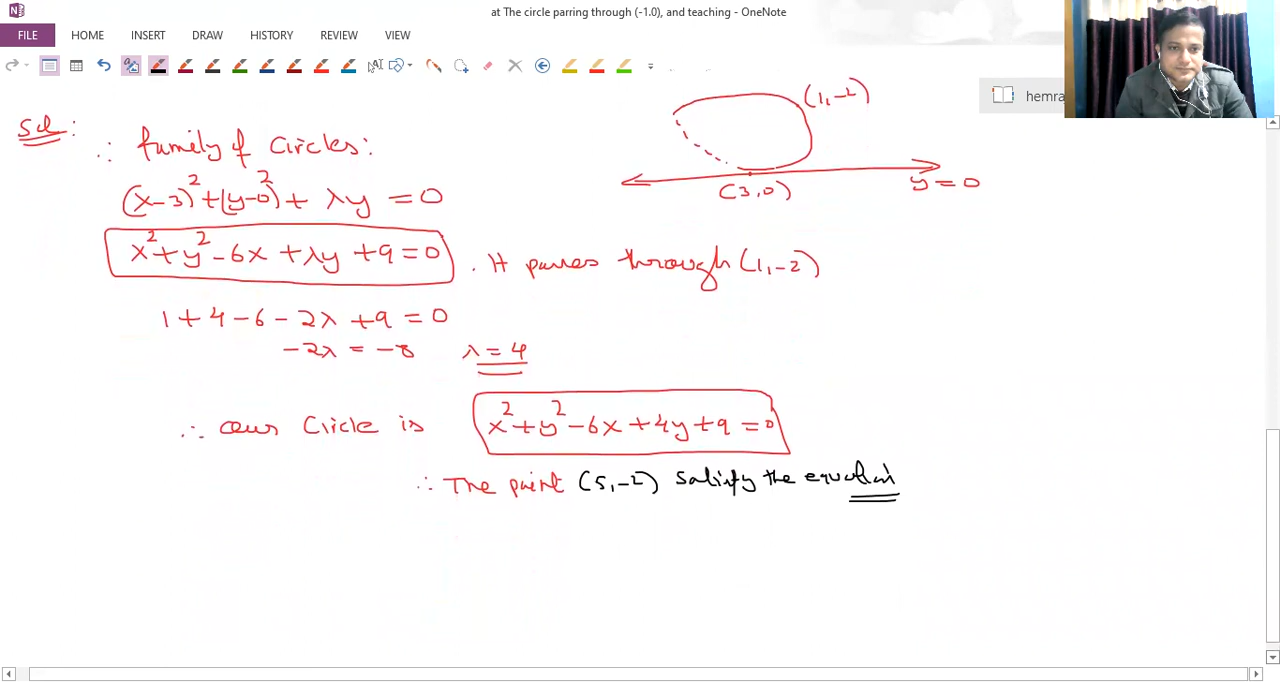 at The circle parring through (-1.0), and teaching - OneNote
FILE HOME INSERT DRAW HISTORY REVIEW VIEW
hemra
Sol:
∴ family of circles:
(x-3)² + (y-0)² + λy = 0
x² + y² - 6x + λy + 9 = 0 . It passes through (1,-2)
1 + 4 - 6 - 2λ + 9 = 0
-2λ = -8 λ = 4
∴ our Circle is x² + y² - 6x + 4y + 9 = 0
∴ The point (5,-2) satisfy the equation
(1,-2)
(3,0) y = 0